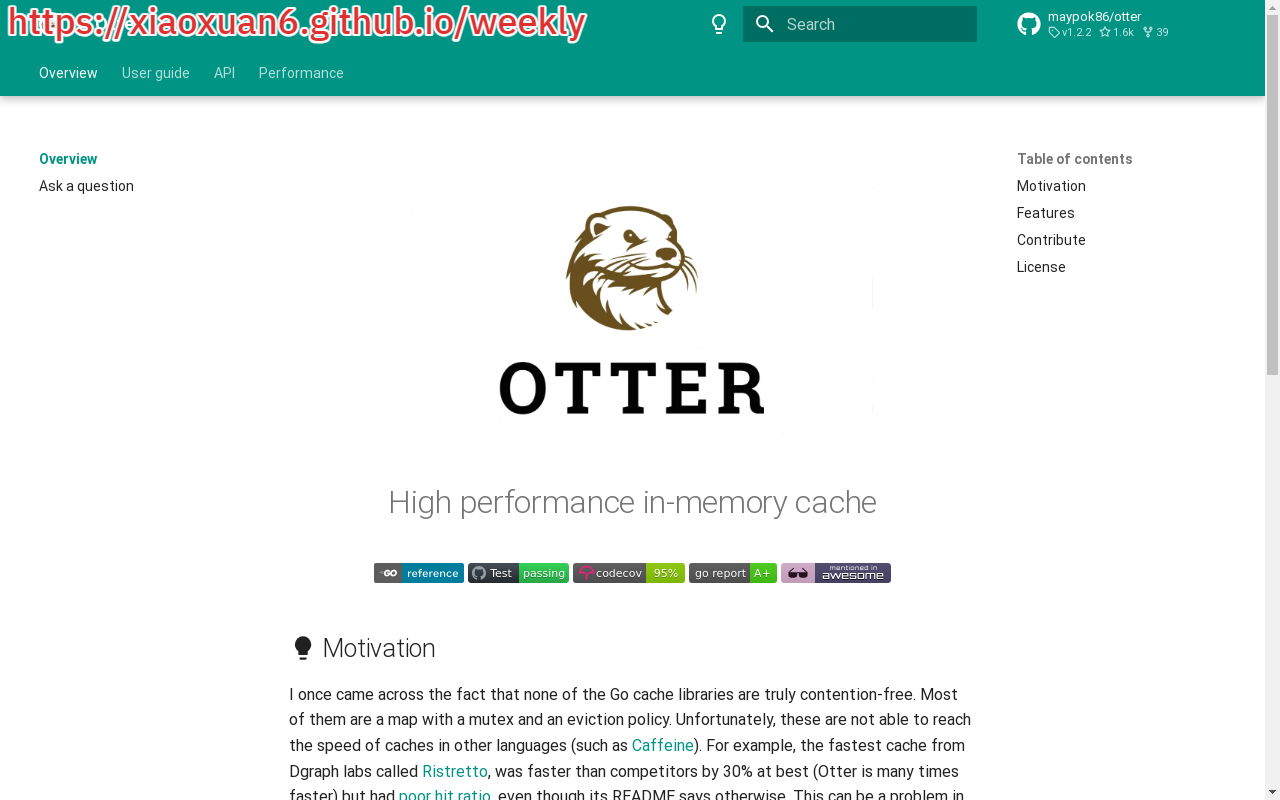 https://xiaoxuan6.github.io/weekly
Search
maypok86/otter
v1.2.2 1.6k 39
Overview User guide API Performance
Overview
Ask a question
Table of contents
Motivation
Features
Contribute
License
OTTER
High performance in-memory cache
GO reference Test passing codecov 95% go report A+ mentioned in awesome
Motivation
I once came across the fact that none of the Go cache libraries are truly contention-free. Most
of them are a map with a mutex and an eviction policy. Unfortunately, these are not able to reach
the speed of caches in other languages (such as Caffeine). For example, the fastest cache from
Dgraph labs called Ristretto, was faster than competitors by 30% at best (Otter is many times
faster) but had poor hit ratio, even though its README says otherwise. This can be a problem in